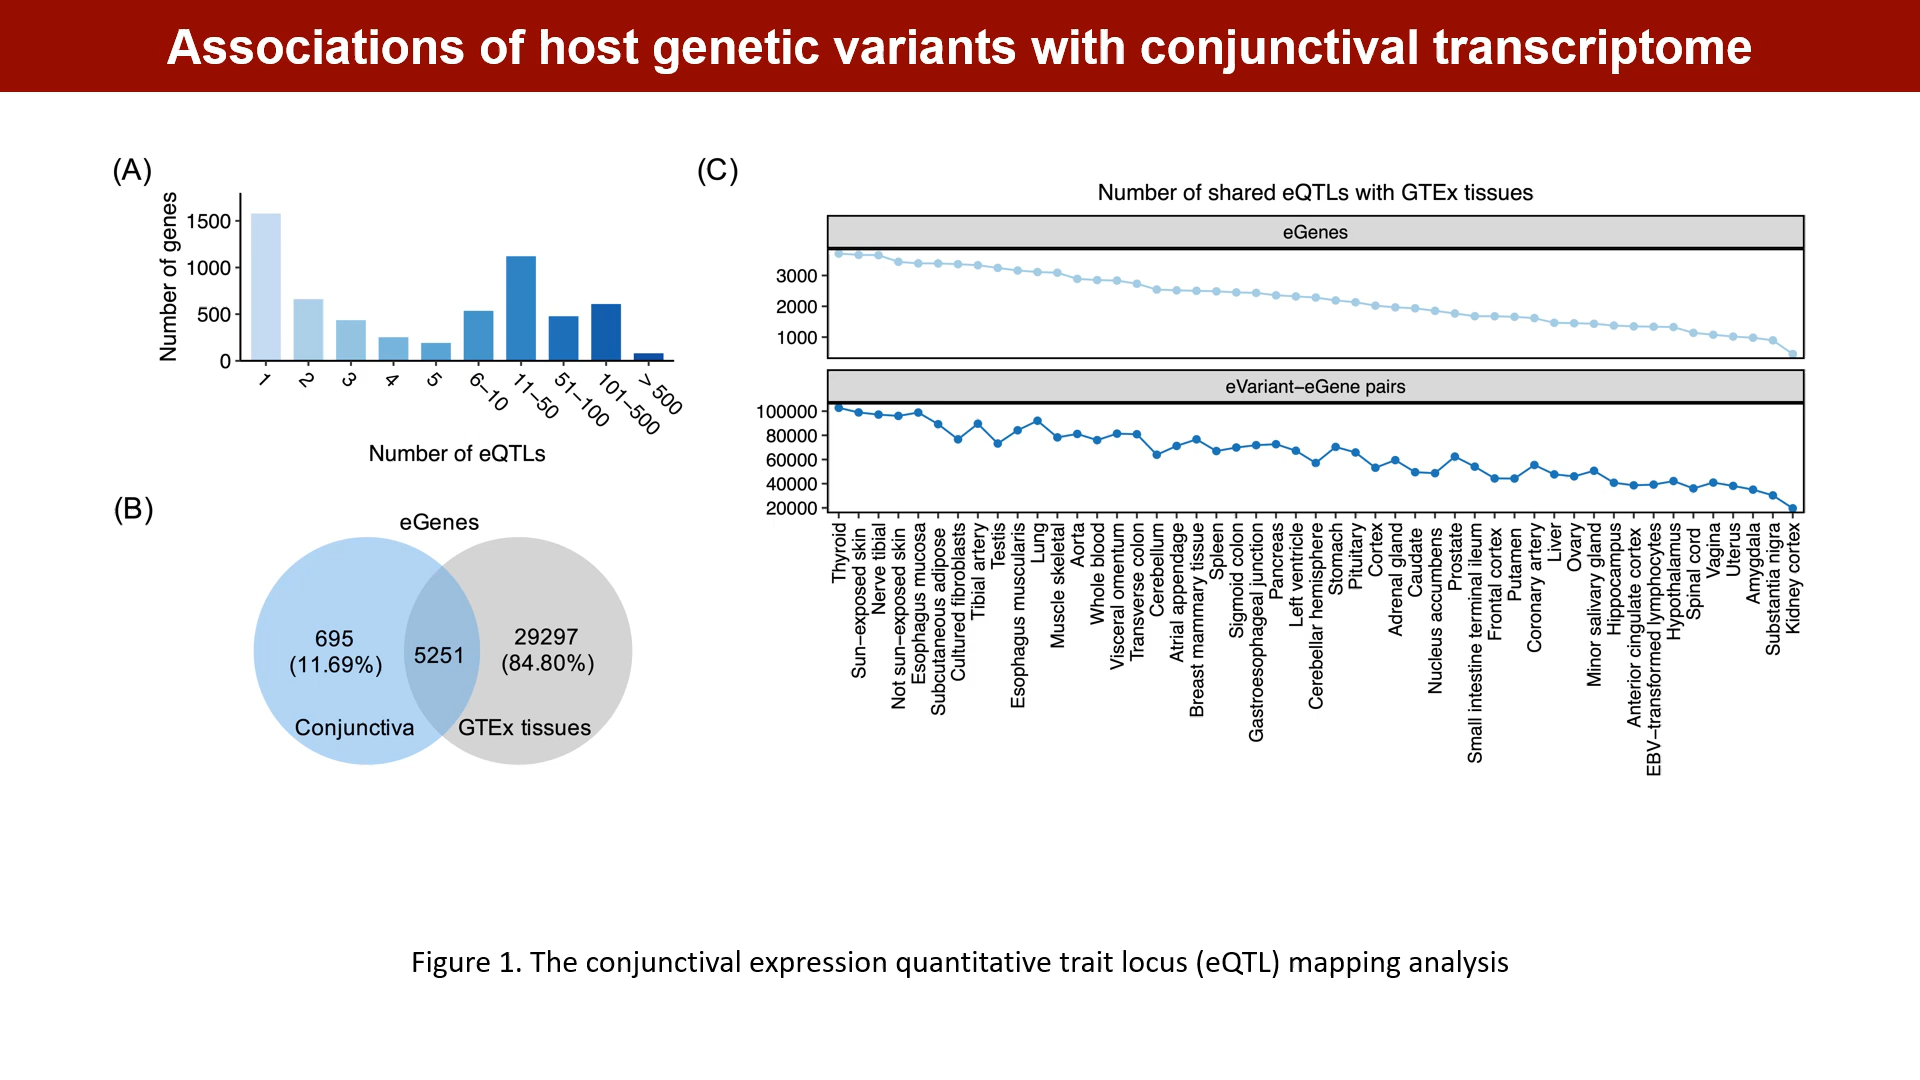 Associations of host genetic variants with conjunctival transcriptome
(A)
Number of genes
1500
1000
500
0
1
2
3
4
5
6–10
11–50
51–100
101–500
> 500
Number of eQTLs
(B)
eGenes
695
(11.69%)
5251
29297
(84.80%)
Conjunctiva
GTEx tissues
(C)
Number of shared eQTLs with GTEx tissues
eGenes
3000
2000
1000
eVariant–eGene pairs
100000
80000
60000
40000
20000
Thyroid
Sun–exposed skin
Nerve tibial
Not sun–exposed skin
Esophagus mucosa
Subcutaneous adipose
Cultured fibroblasts
Tibial artery
Testis
Esophagus muscularis
Lung
Muscle skeletal
Aorta
Whole blood
Visceral omentum
Transverse colon
Cerebellum
Atrial appendage
Breast mammary tissue
Spleen
Sigmoid colon
Gastroesophageal junction
Pancreas
Left ventricle
Cerebellar hemisphere
Stomach
Pituitary
Cortex
Adrenal gland
Caudate
Nucleus accumbens
Prostate
Small intestine terminal ileum
Frontal cortex
Putamen
Coronary artery
Liver
Ovary
Minor salivary gland
Hippocampus
Anterior cingulate cortex
EBV–transformed lymphocytes
Hypothalamus
Spinal cord
Vagina
Uterus
Amygdala
Substantia nigra
Kidney cortex
Figure 1. The conjunctival expression quantitative trait locus (eQTL) mapping analysis